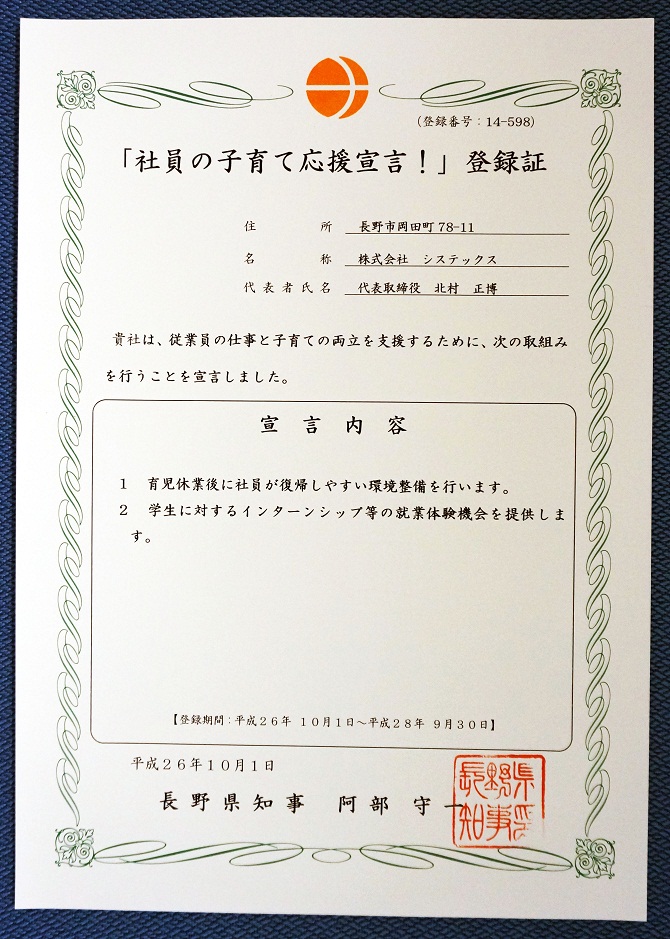 （登録番号：14-598）
「社員の子育て応援宣言！」登録証
住　　　所　長野市岡田町 78-11
名　　　称　株式会社　システックス
代表者氏名　代表取締役　北村　正博
貴社は、従業員の仕事と子育ての両立を支援するために、次の取組み
を行うことを宣言しました。
宣　言　内　容
１　育児休業後に社員が復帰しやすい環境整備を行います。
２　学生に対するインターンシップ等の就業体験機会を提供しま
す。
【登録期間：平成２６年 １０月１日～平成２８年 ９月３０日】
平成２６年１０月１日
長野県知事　阿部　守一
長野県
知事印